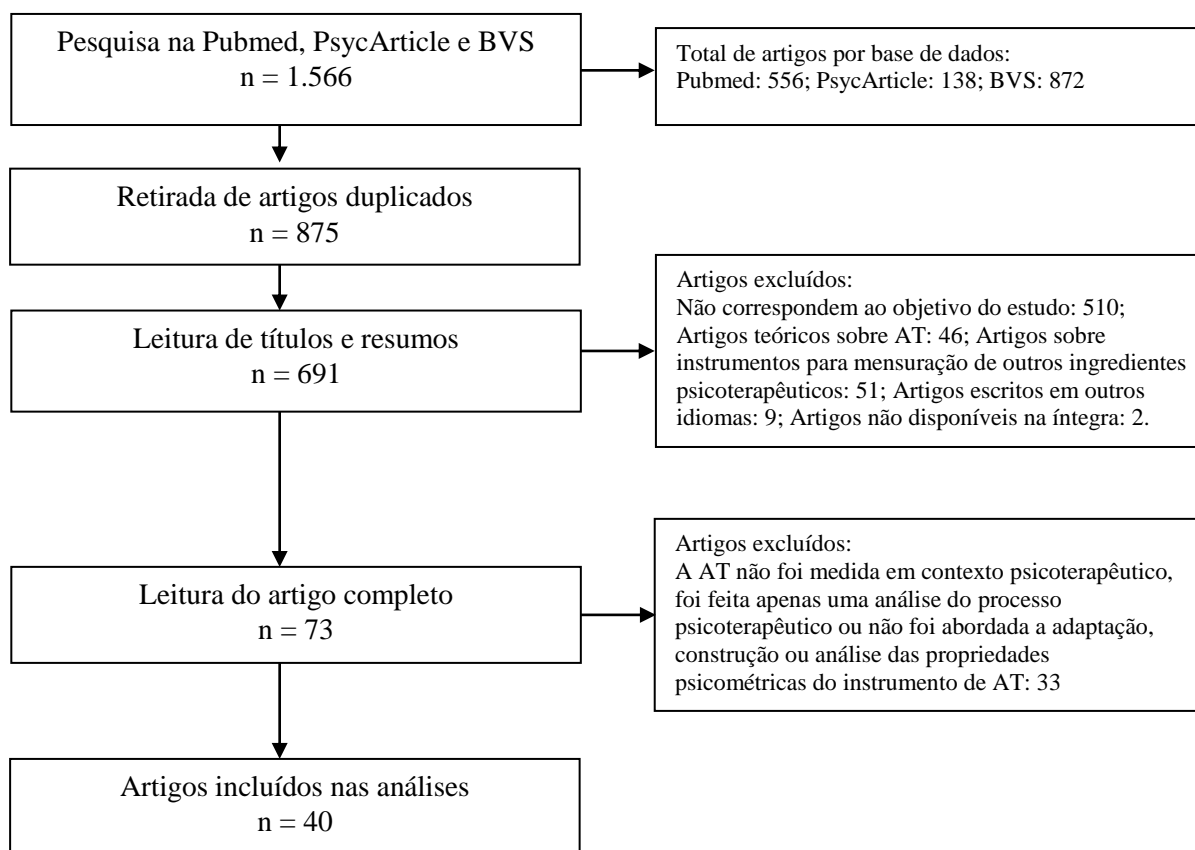 Pesquisa na Pubmed, PsycArticle e BVS
n = 1.566
Total de artigos por base de dados:
Pubmed: 556; PsycArticle: 138; BVS: 872
Retirada de artigos duplicados
n = 875
Leitura de títulos e resumos
n = 691
Artigos excluídos:
Não correspondem ao objetivo do estudo: 510;
Artigos teóricos sobre AT: 46; Artigos sobre
instrumentos para mensuração de outros ingredientes
psicoterapêuticos: 51; Artigos escritos em outros
idiomas: 9; Artigos não disponíveis na íntegra: 2.
Leitura do artigo completo
n = 73
Artigos excluídos:
A AT não foi medida em contexto psicoterapêutico,
foi feita apenas uma análise do processo
psicoterapêutico ou não foi abordada a adaptação,
construção ou análise das propriedades
psicométricas do instrumento de AT: 33
Artigos incluídos nas análises
n = 40